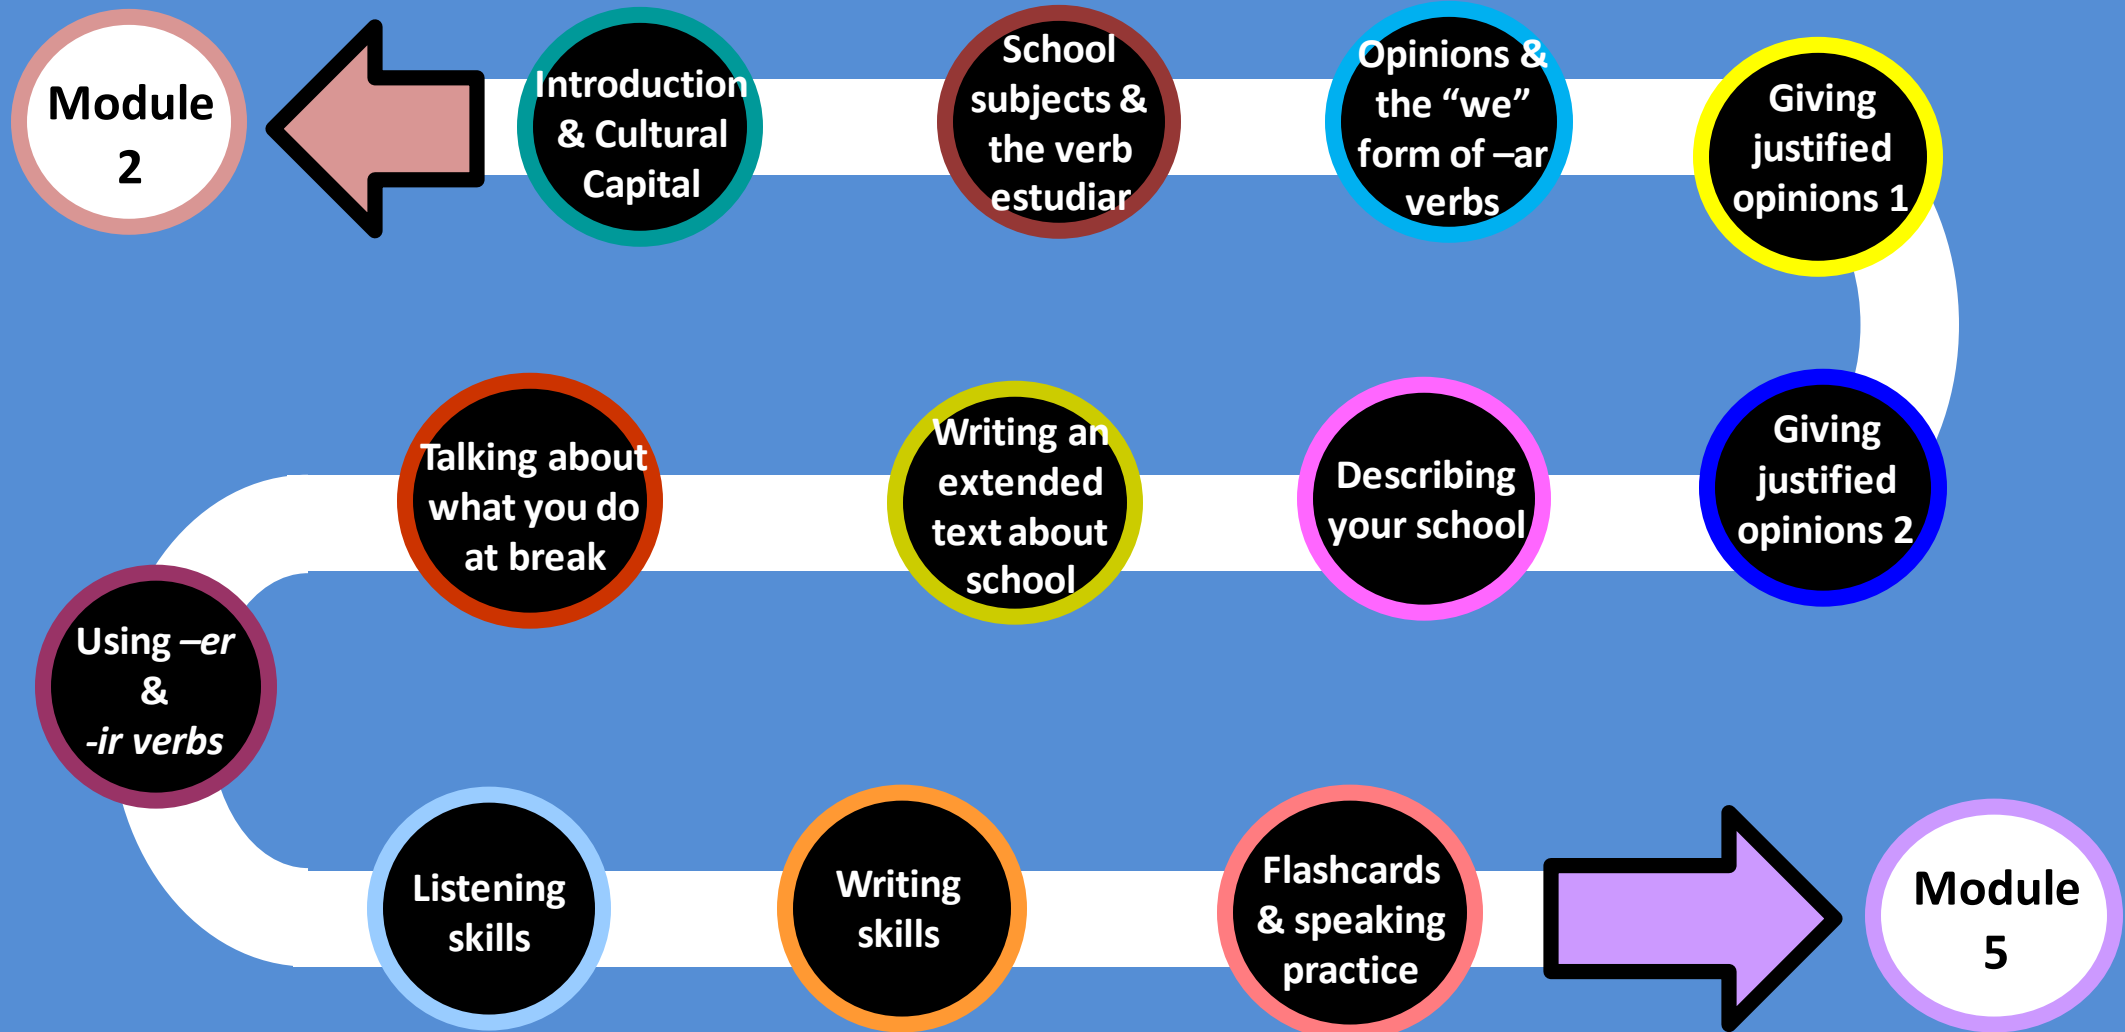 Module
2
Introduction
& Cultural
Capital
School
subjects &
the verb
estudiar
Opinions &
the “we”
form of –ar
verbs
Giving
justified
opinions 1
Giving
justified
opinions 2
Describing
your school
Writing an
extended
text about
school
Talking about
what you do
at break
Using –er
&
-ir verbs
Listening
skills
Writing
skills
Flashcards
& speaking
practice
Module
5